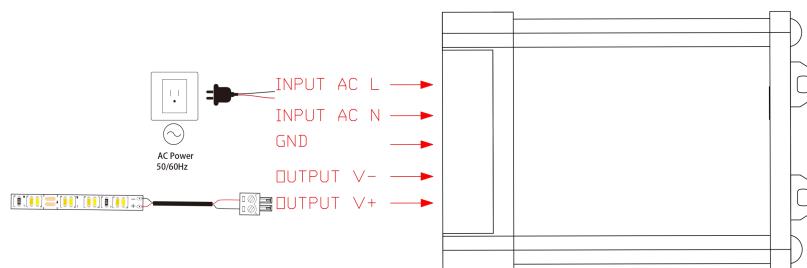 INPUT AC L
INPUT AC N
GND
OUTPUT V-
OUTPUT V+
AC Power
50/60Hz